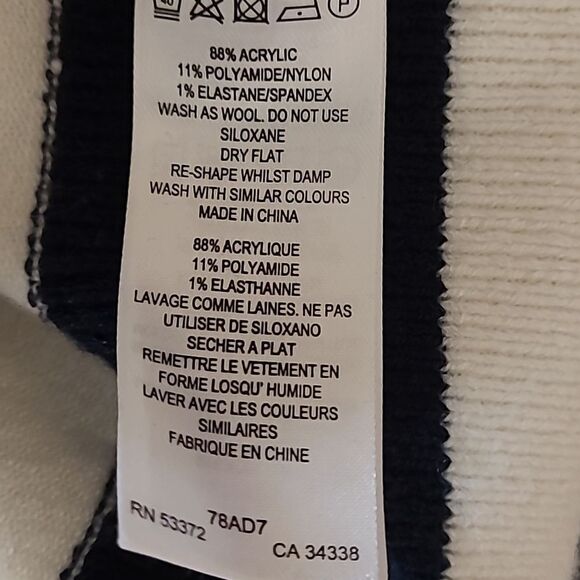 40 P
88% ACRYLIC
11% POLYAMIDE/NYLON
1% ELASTANE/SPANDEX
WASH AS WOOL. DO NOT USE
SILOXANE
DRY FLAT
RE-SHAPE WHILST DAMP
WASH WITH SIMILAR COLOURS
MADE IN CHINA
88% ACRYLIQUE
11% POLYAMIDE
1% ELASTHANNE
LAVAGE COMME LAINES. NE PAS
UTILISER DE SILOXANO
SECHER A PLAT
REMETTRE LE VETEMENT EN
FORME LOSQU' HUMIDE
LAVER AVEC LES COULEURS
SIMILAIRES
FABRIQUE EN CHINE
RN 53372 78AD7 CA 34338